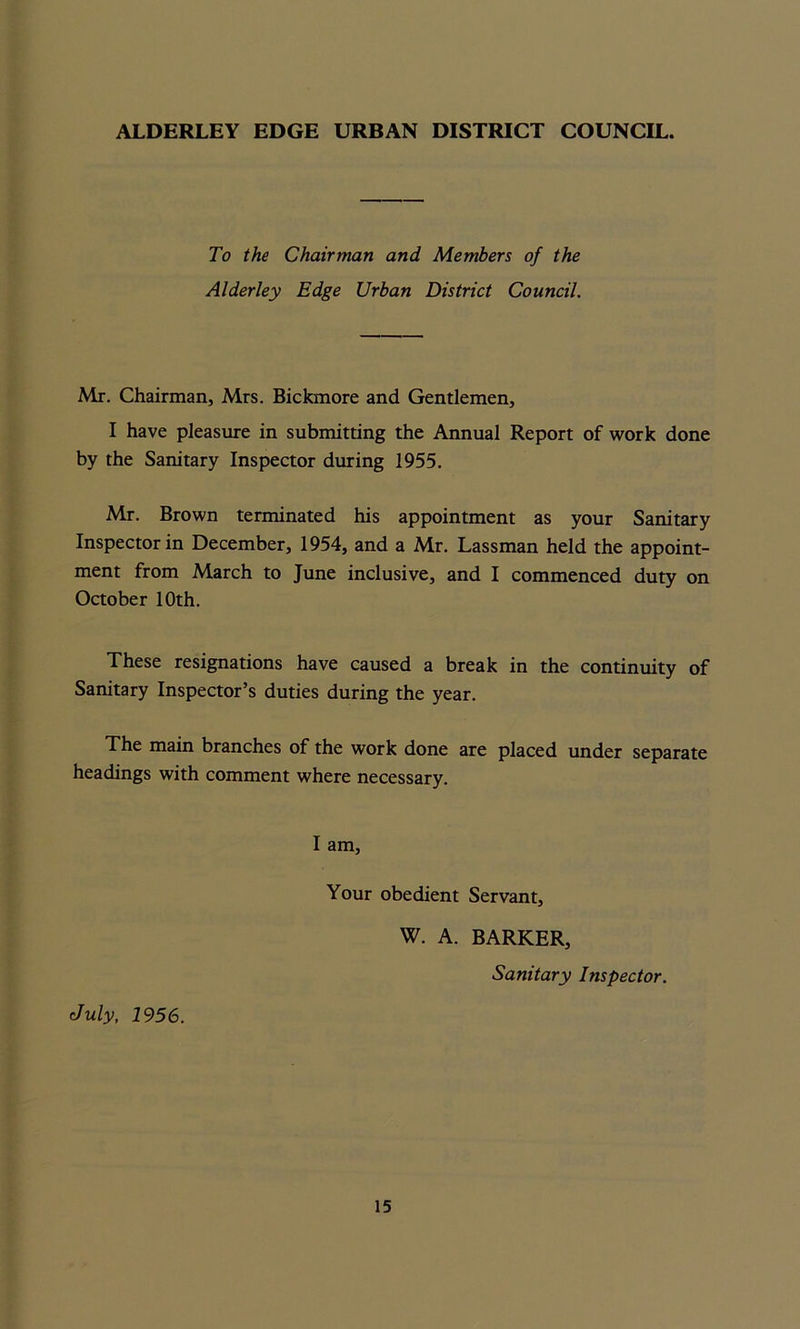 ALDERLEY EDGE URBAN DISTRICT COUNCIL.
To the Chairman and Members of the
Alderley Edge Urban District Council.
Mr. Chairman, Mrs. Bickmore and Gentlemen,
I have pleasure in submitting the Annual Report of work done
by the Sanitary Inspector during 1955.
Mr. Brown terminated his appointment as your Sanitary
Inspector in December, 1954, and a Mr. Lassman held the appoint-
ment from March to June inclusive, and I commenced duty on
October 10th.
These resignations have caused a break in the continuity of
Sanitary Inspector's duties during the year.
The main branches of the work done are placed under separate
headings with comment where necessary.
I am,
Your obedient Servant,
W. A. BARKER,
Sanitary Inspector.
July, 1956.
15